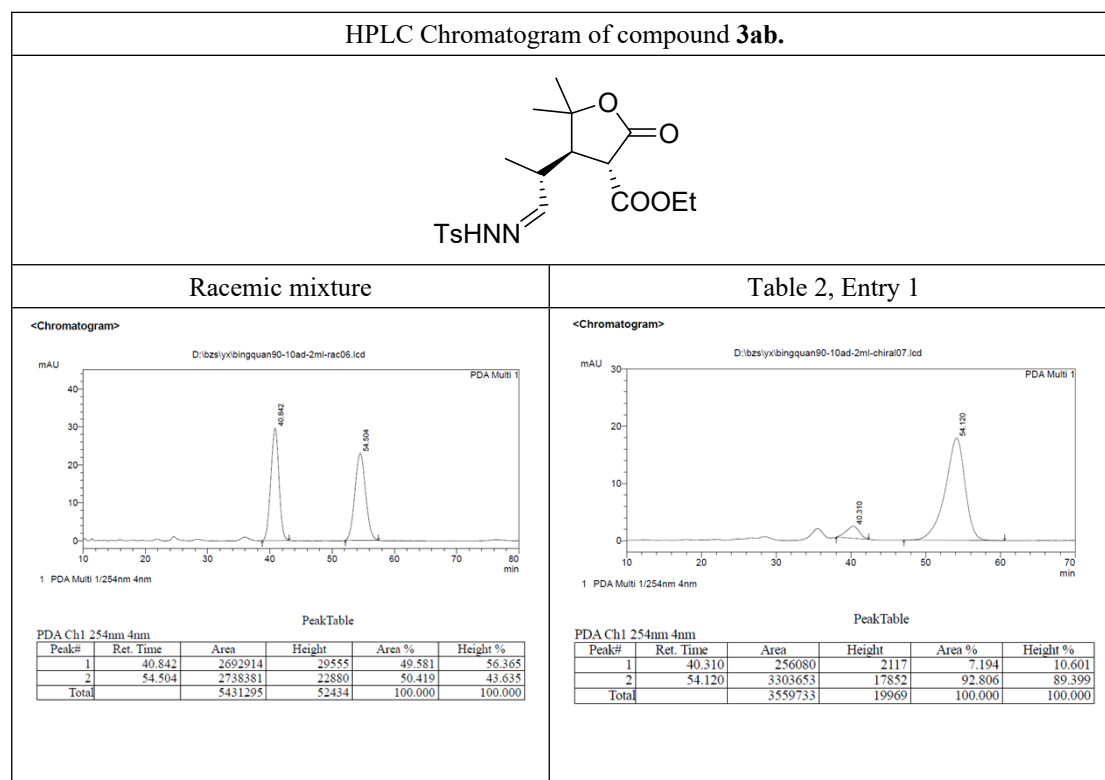 HPLC Chromatogram of compound 3ab.
O
O
COOEt
TsHNN
Racemic mixture
Table 2, Entry 1
<Chromatogram>
D:\bzs\yx\bingquan90-10ad-2ml-rac06.lcd
mAU
PDA Multi 1
40
30
20
10
0
40.842
54.504
10 20 30 40 50 60 70 80
min
1 PDA Multi 1/254nm 4nm
PeakTable
PDA Ch1 254nm 4nm
Peak# Ret. Time Area Height Area % Height %
1 40.842 2692914 29555 49.581 56.365
2 54.504 2738381 22880 50.419 43.635
Total 5431295 52434 100.000 100.000
<Chromatogram>
D:\bzs\yx\bingquan90-10ad-2ml-chiral07.lcd
mAU
PDA Multi 1
30
20
10
0
40.310
54.120
10 20 30 40 50 60 70
min
1 PDA Multi 1/254nm 4nm
PeakTable
PDA Ch1 254nm 4nm
Peak# Ret. Time Area Height Area % Height %
1 40.310 256080 2117 7.194 10.601
2 54.120 3303653 17852 92.806 89.399
Total 3559733 19969 100.000 100.000